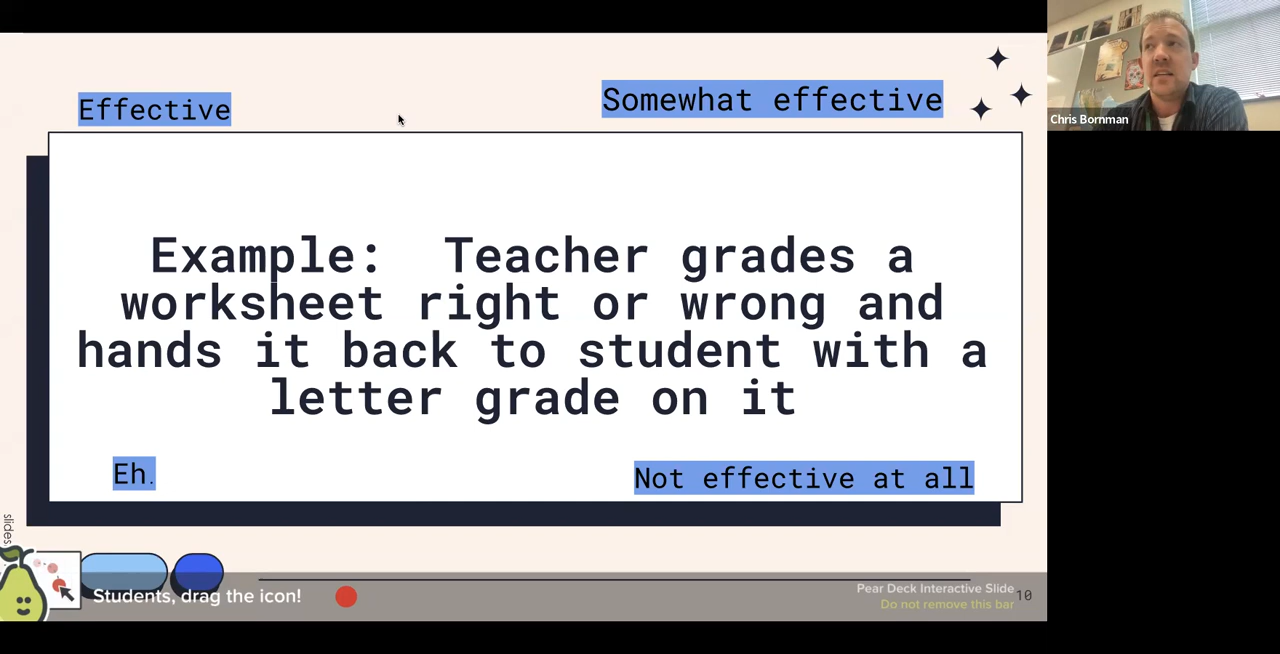 Effective
Somewhat effective
Chris Bornman
Example: Teacher grades a
worksheet right or wrong and
hands it back to student with a
letter grade on it
Eh.
Not effective at all
slides
Students, drag the icon!
Pear Deck Interactive Slide
Do not remove this bar
10